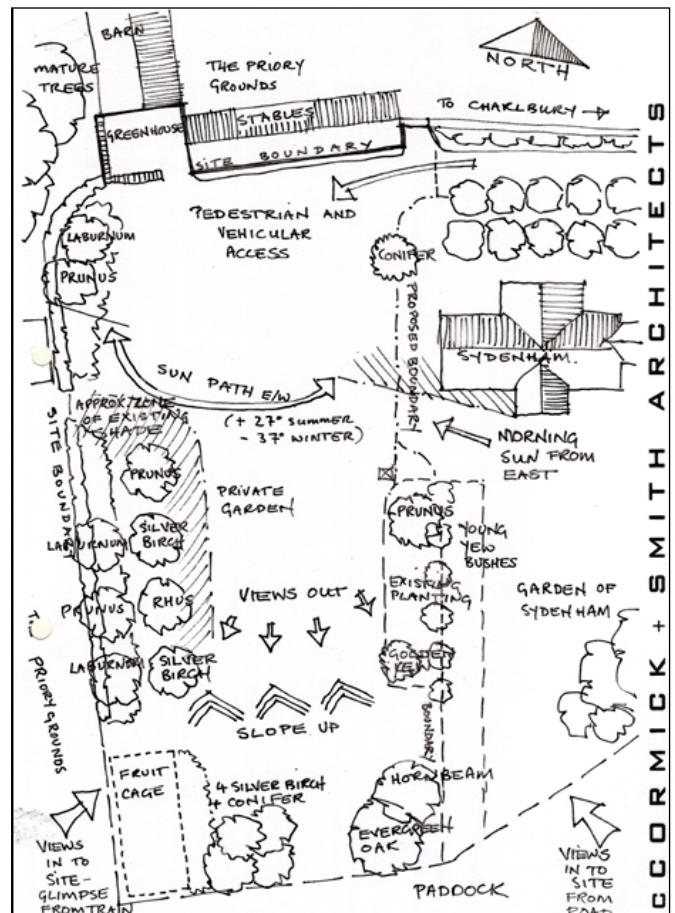 BARN
MATURE
TREES
THE PRIORY
GROUNDS
NORTH
GREENHOUSE
STABLES
TO CHARLBURY
SITE BOUNDARY
PEDESTRIAN AND
VEHICULAR
ACCESS
LABURNUM
PRUNUS
CONIFER
PROPOSED BOUNDARY
SYDENHAM.
SUN PATH E/W
(+ 27° SUMMER
- 37° WINTER)
APPROX ZONE
OF EXISTING
SHADE
SITE BOUNDARY
MORNING
SUN FROM
EAST
PRUNUS
PRIVATE
GARDEN
PRUNUS
YOUNG
YEW
BUSHES
LABURNUM
SILVER
BIRCH
EXISTING
PLANTING
GARDEN OF
SYDENHAM
PRUNUS
RHUS
VIEWS OUT
LABURNUM
SILVER
BIRCH
GOLDEN
PRIORY GROUNDS
SLOPE UP
BOUNDARY
FRUIT
CAGE
4 SILVER BIRCH
+ CONIFER
HORNBEAM
EVERGREEN
OAK
VIEWS
IN TO
SITE-
GLIMPSE
FROM TRAIN
PADDOCK
VIEWS
IN TO
SITE
FROM
ROAD
CCORMICK + SMITH ARCHITECTS